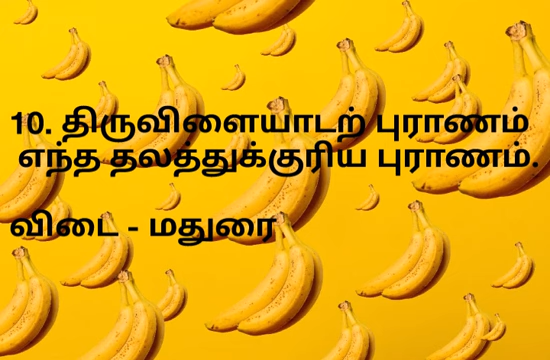 10. திருவிளையாடற் புராணம்
எந்த தலத்துக்குரிய புராணம்.
விடை - மதுரை